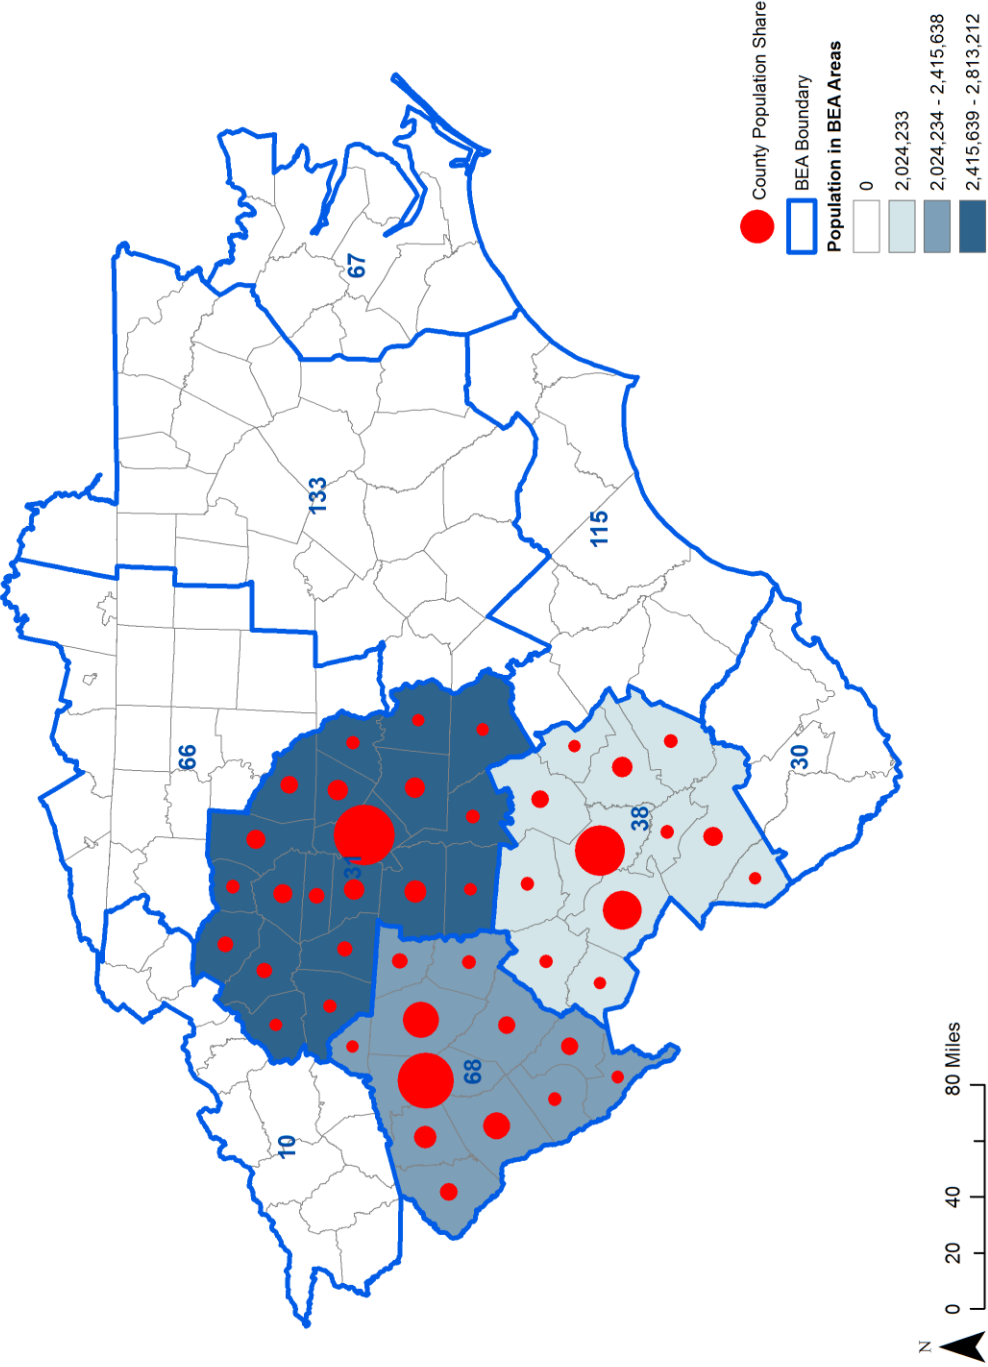 66
10
31
133
67
68
38
115
30
County Population Share
BEA Boundary
Population in BEA Areas
0
2,024,233
2,024,234 - 2,415,638
2,415,639 - 2,813,212
N
0 20 40 80 Miles